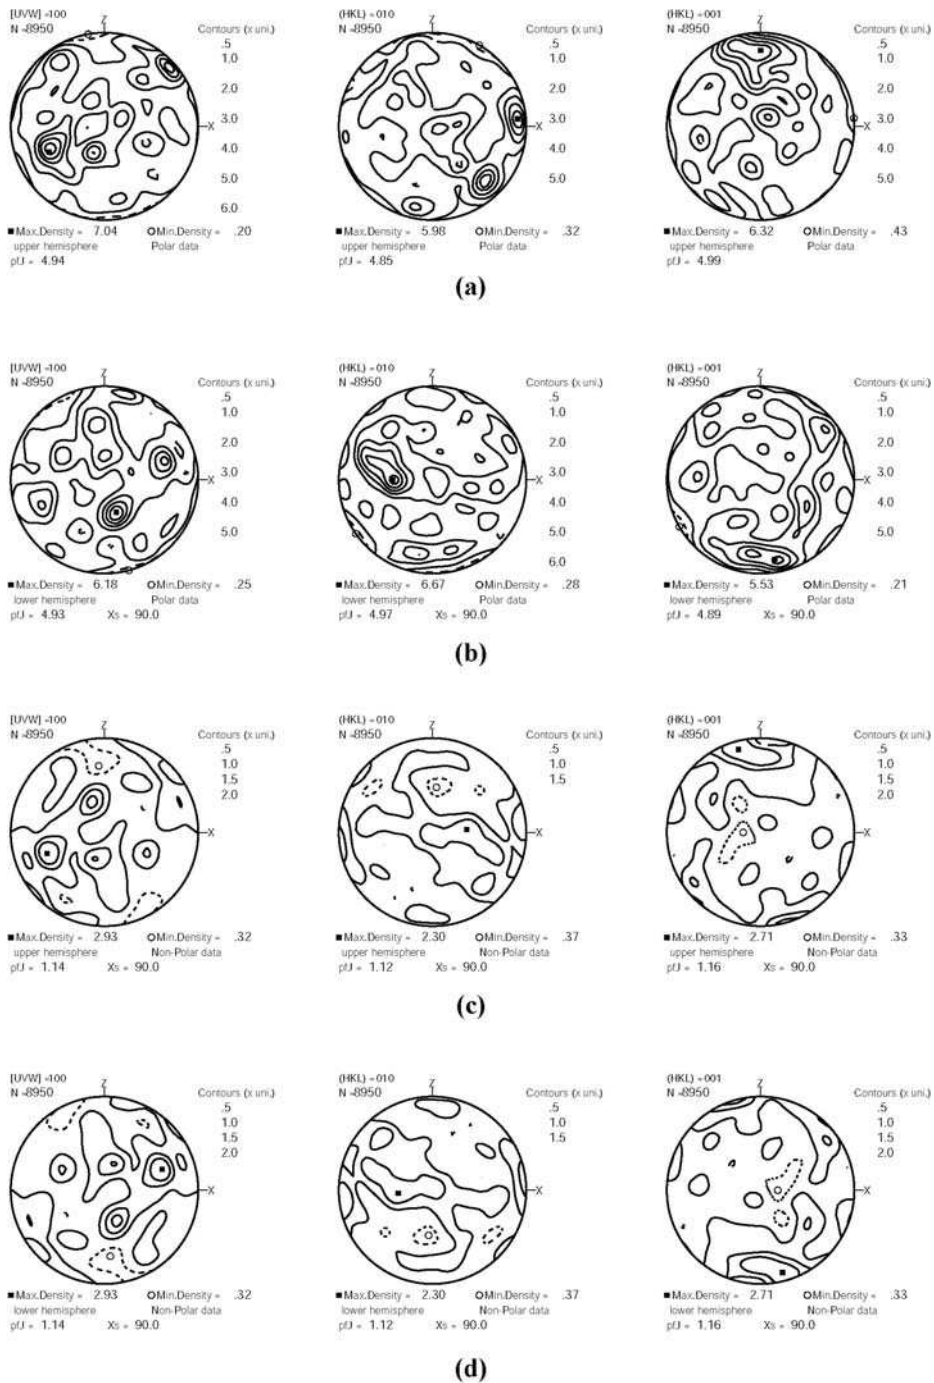 [UVW] =100
N =8950
Z
Contours (x uni.)
.5
1.0
2.0
3.0
4.0
5.0
6.0
X
Max.Density = 7.04 Min.Density = .20
upper hemisphere Polar data
pfJ = 4.94
(HKL) =010
N =8950
Z
Contours (x uni.)
.5
1.0
2.0
3.0
4.0
5.0
X
Max.Density = 5.98 Min.Density = .32
upper hemisphere Polar data
pfJ = 4.85
(HKL) =001
N =8950
Z
Contours (x uni.)
.5
1.0
2.0
3.0
4.0
5.0
X
Max.Density = 6.32 Min.Density = .43
upper hemisphere Polar data
pfJ = 4.99
(a)
[UVW] =100
N =8950
Z
Contours (x uni.)
.5
1.0
2.0
3.0
4.0
5.0
X
Max.Density = 6.18 Min.Density = .25
lower hemisphere Polar data
pfJ = 4.93 Xs = 90.0
(HKL) =010
N =8950
Z
Contours (x uni.)
.5
1.0
2.0
3.0
4.0
5.0
6.0
X
Max.Density = 6.67 Min.Density = .28
lower hemisphere Polar data
pfJ = 4.97 Xs = 90.0
(HKL) =001
N =8950
Z
Contours (x uni.)
.5
1.0
2.0
3.0
4.0
5.0
X
Max.Density = 5.53 Min.Density = .21
lower hemisphere Polar data
pfJ = 4.89 Xs = 90.0
(b)
[UVW] =100
N =8950
Z
Contours (x uni.)
.5
1.0
1.5
2.0
X
Max.Density = 2.93 Min.Density = .32
upper hemisphere Non-Polar data
pfJ = 1.14 Xs = 90.0
(HKL) =010
N =8950
Z
Contours (x uni.)
.5
1.0
1.5
X
Max.Density = 2.30 Min.Density = .37
upper hemisphere Non-Polar data
pfJ = 1.12 Xs = 90.0
(HKL) =001
N =8950
Z
Contours (x uni.)
.5
1.0
1.5
2.0
X
Max.Density = 2.71 Min.Density = .33
upper hemisphere Non-Polar data
pfJ = 1.16 Xs = 90.0
(c)
[UVW] =100
N =8950
Z
Contours (x uni.)
.5
1.0
1.5
2.0
X
Max.Density = 2.93 Min.Density = .32
lower hemisphere Non-Polar data
pfJ = 1.14 Xs = 90.0
(HKL) =010
N =8950
Z
Contours (x uni.)
.5
1.0
1.5
X
Max.Density = 2.30 Min.Density = .37
lower hemisphere Non-Polar data
pfJ = 1.12 Xs = 90.0
(HKL) =001
N =8950
Z
Contours (x uni.)
.5
1.0
1.5
2.0
X
Max.Density = 2.71 Min.Density = .33
lower hemisphere Non-Polar data
pfJ = 1.16 Xs = 90.0
(d)